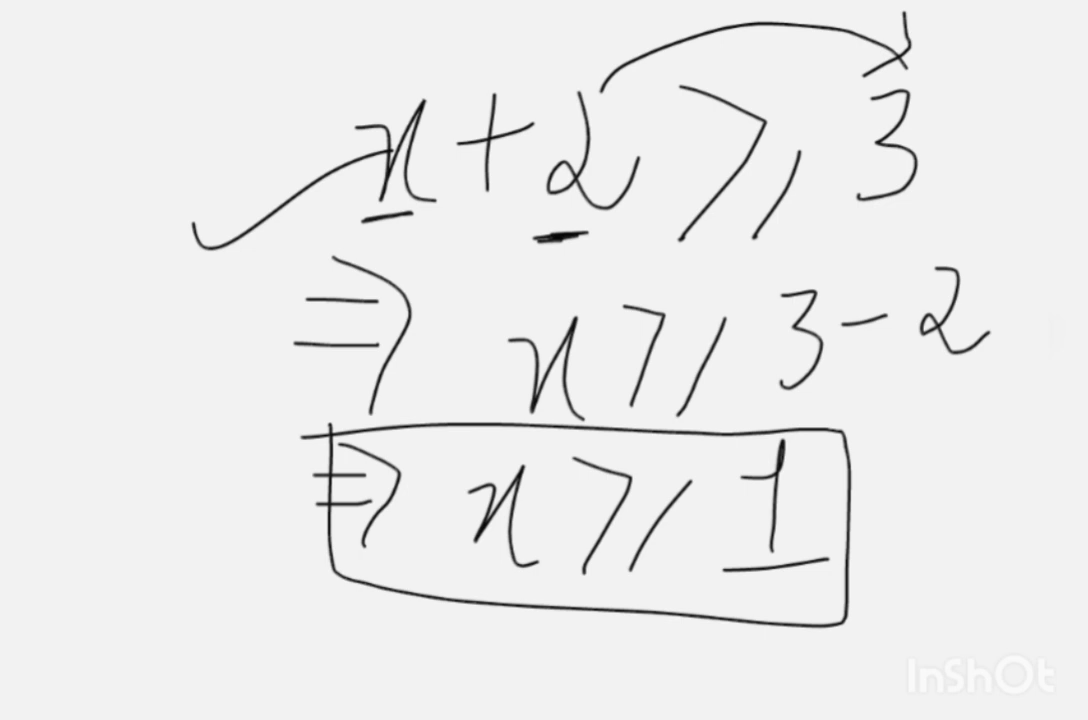 x + 2 ⩾ 3
⇒ x ⩾ 3 - 2
⇒ x ⩾ 1
InShOt